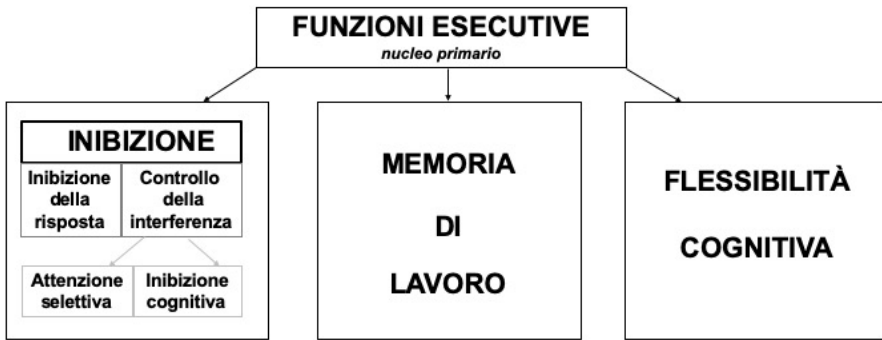 FUNZIONI ESECUTIVE
nucleo primario
INIBIZIONE
Inibizione
della
risposta
Controllo
della
interferenza
Attenzione
selettiva
Inibizione
cognitiva
MEMORIA
DI
LAVORO
FLESSIBILITÀ
COGNITIVA